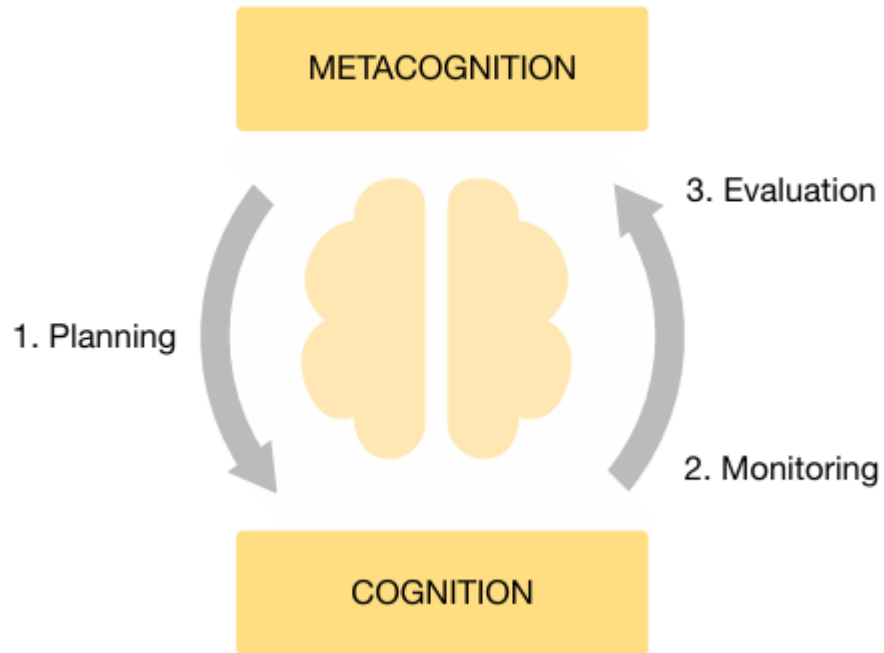 METACOGNITION
3. Evaluation
1. Planning
2. Monitoring
COGNITION